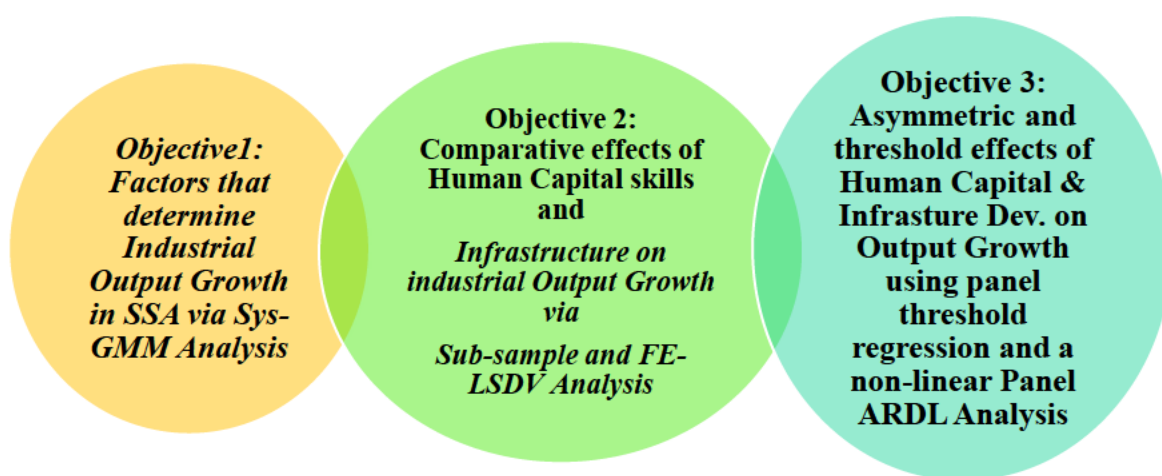 Objective1:
Factors that
determine
Industrial
Output Growth
in SSA via Sys-
GMM Analysis
Objective 2:
Comparative effects of
Human Capital skills
and
Infrastructure on
industrial Output Growth
via
Sub-sample and FE-
LSDV Analysis
Objective 3:
Asymmetric and
threshold effects of
Human Capital &
Infrasture Dev. on
Output Growth
using panel
threshold
regression and a
non-linear Panel
ARDL Analysis